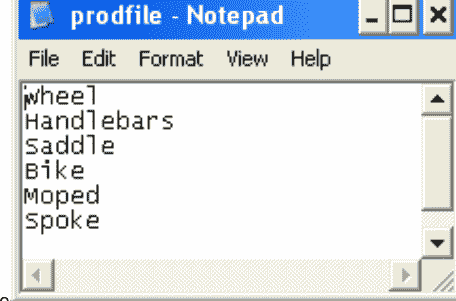 prodfile - Notepad
File Edit Format View Help
Wheel
Handlebars
Saddle
Bike
Moped
Spoke